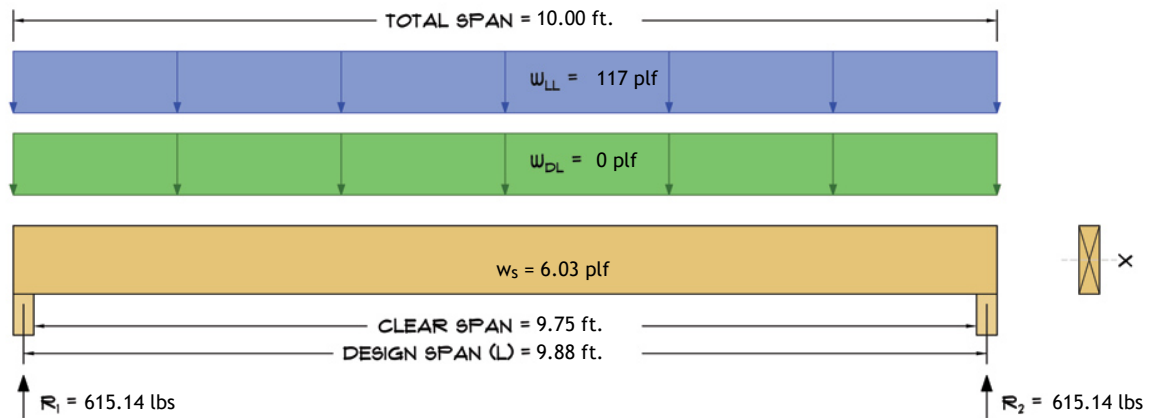 TOTAL SPAN = 10.00 ft.
WLL = 117 plf
WDL = 0 plf
ws = 6.03 plf
X
CLEAR SPAN = 9.75 ft.
DESIGN SPAN (L) = 9.88 ft.
R1 = 615.14 lbs
R2 = 615.14 lbs